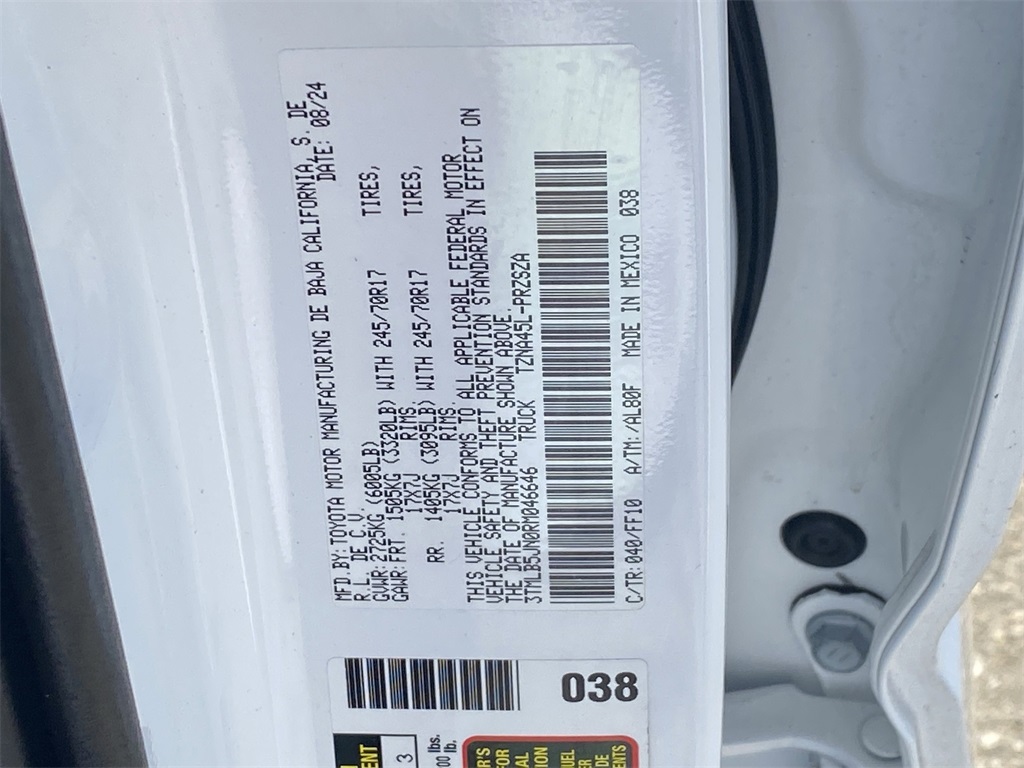 MFD.BY:TOYOTA MOTOR MANUFACTURING DE BAJA CALIFORNIA, S. DE
R.L. DE C.V. DATE: 08/24
GVWR:2725KG (6005LB)
GAWR:FRT. 1505KG (3320LB) WITH 245/70R17 TIRES,
17X7J RIMS,
RR. 1405KG (3095LB) WITH 245/70R17 TIRES,
17X7J RIMS.
THIS VEHICLE CONFORMS TO ALL APPLICABLE FEDERAL MOTOR
VEHICLE SAFETY AND THEFT PREVENTION STANDARDS IN EFFECT ON
THE DATE OF MANUFACTURE SHOWN ABOVE.
3TMLB5JN0RM046646 TRUCK TZNA45L-PRZSZA
C/TR:040/FF10 A/TM:/AL80F MADE IN MEXICO 038
038
3
lbs.
lb.